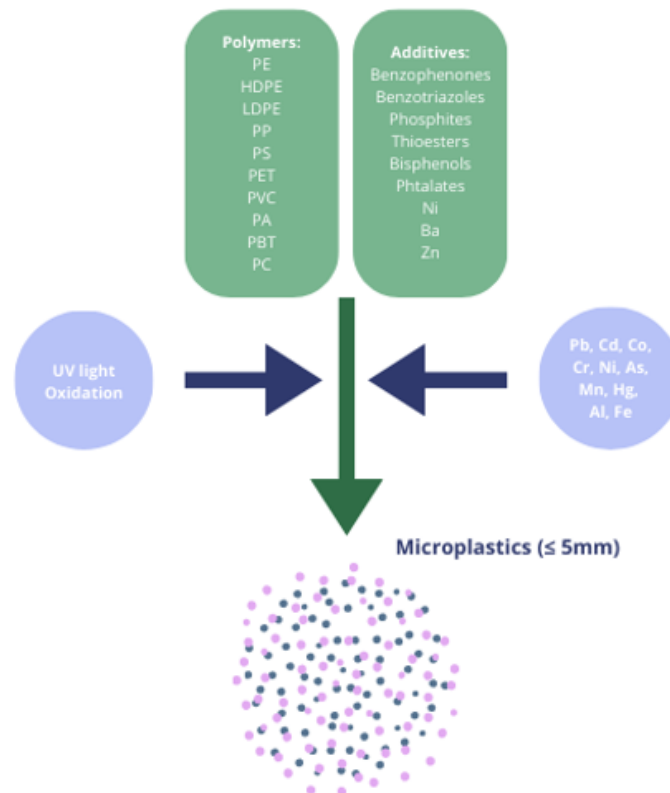 Polymers:
PE
HDPE
LDPE
PP
PS
PET
PVC
PA
PBT
PC
Additives:
Benzophenones
Benzotriazoles
Phosphites
Thioesters
Bisphenols
Phtalates
Ni
Ba
Zn
UV light
Oxidation
Pb, Cd, Co,
Cr, Ni, As,
Mn, Hg,
Al, Fe
Microplastics (≤ 5mm)